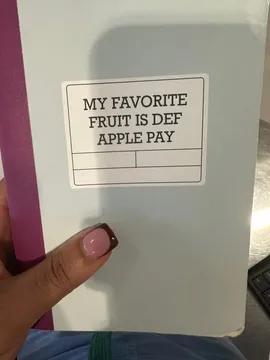 MY FAVORITE
FRUIT IS DEF
APPLE PAY